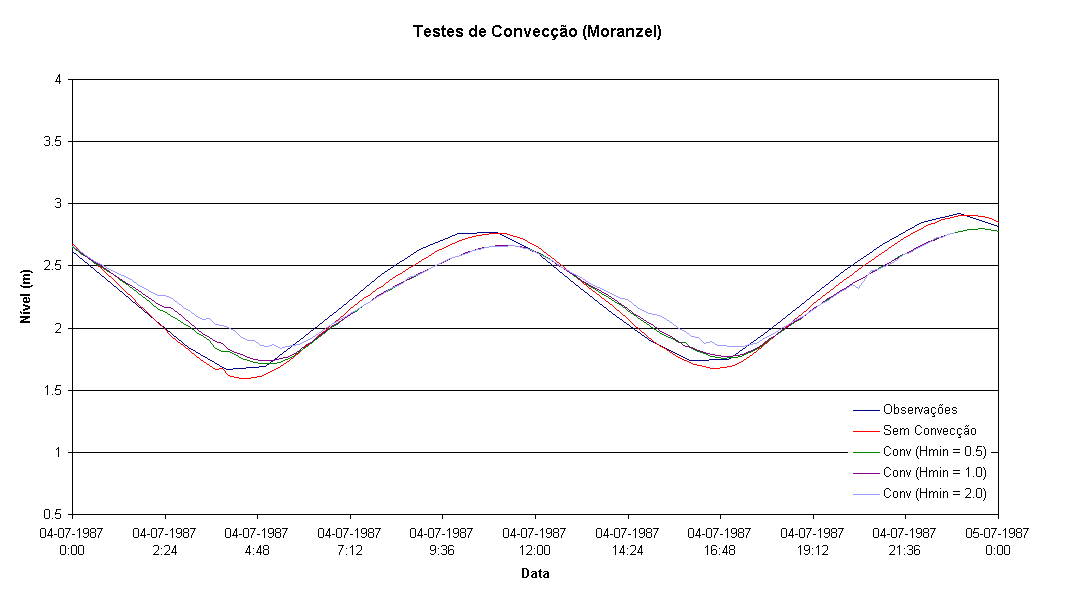 Testes de Convecção (Moranzel)
4
3.5
3
2.5
2
1.5
1
0.5
Nível (m)
Observações
Sem Convecção
Conv (Hmin = 0.5)
Conv (Hmin = 1.0)
Conv (Hmin = 2.0)
04-07-1987 04-07-1987 04-07-1987 04-07-1987 04-07-1987 04-07-1987 04-07-1987 04-07-1987 04-07-1987 04-07-1987 05-07-1987
0:00 2:24 4:48 7:12 9:36 12:00 14:24 16:48 19:12 21:36 0:00
Data